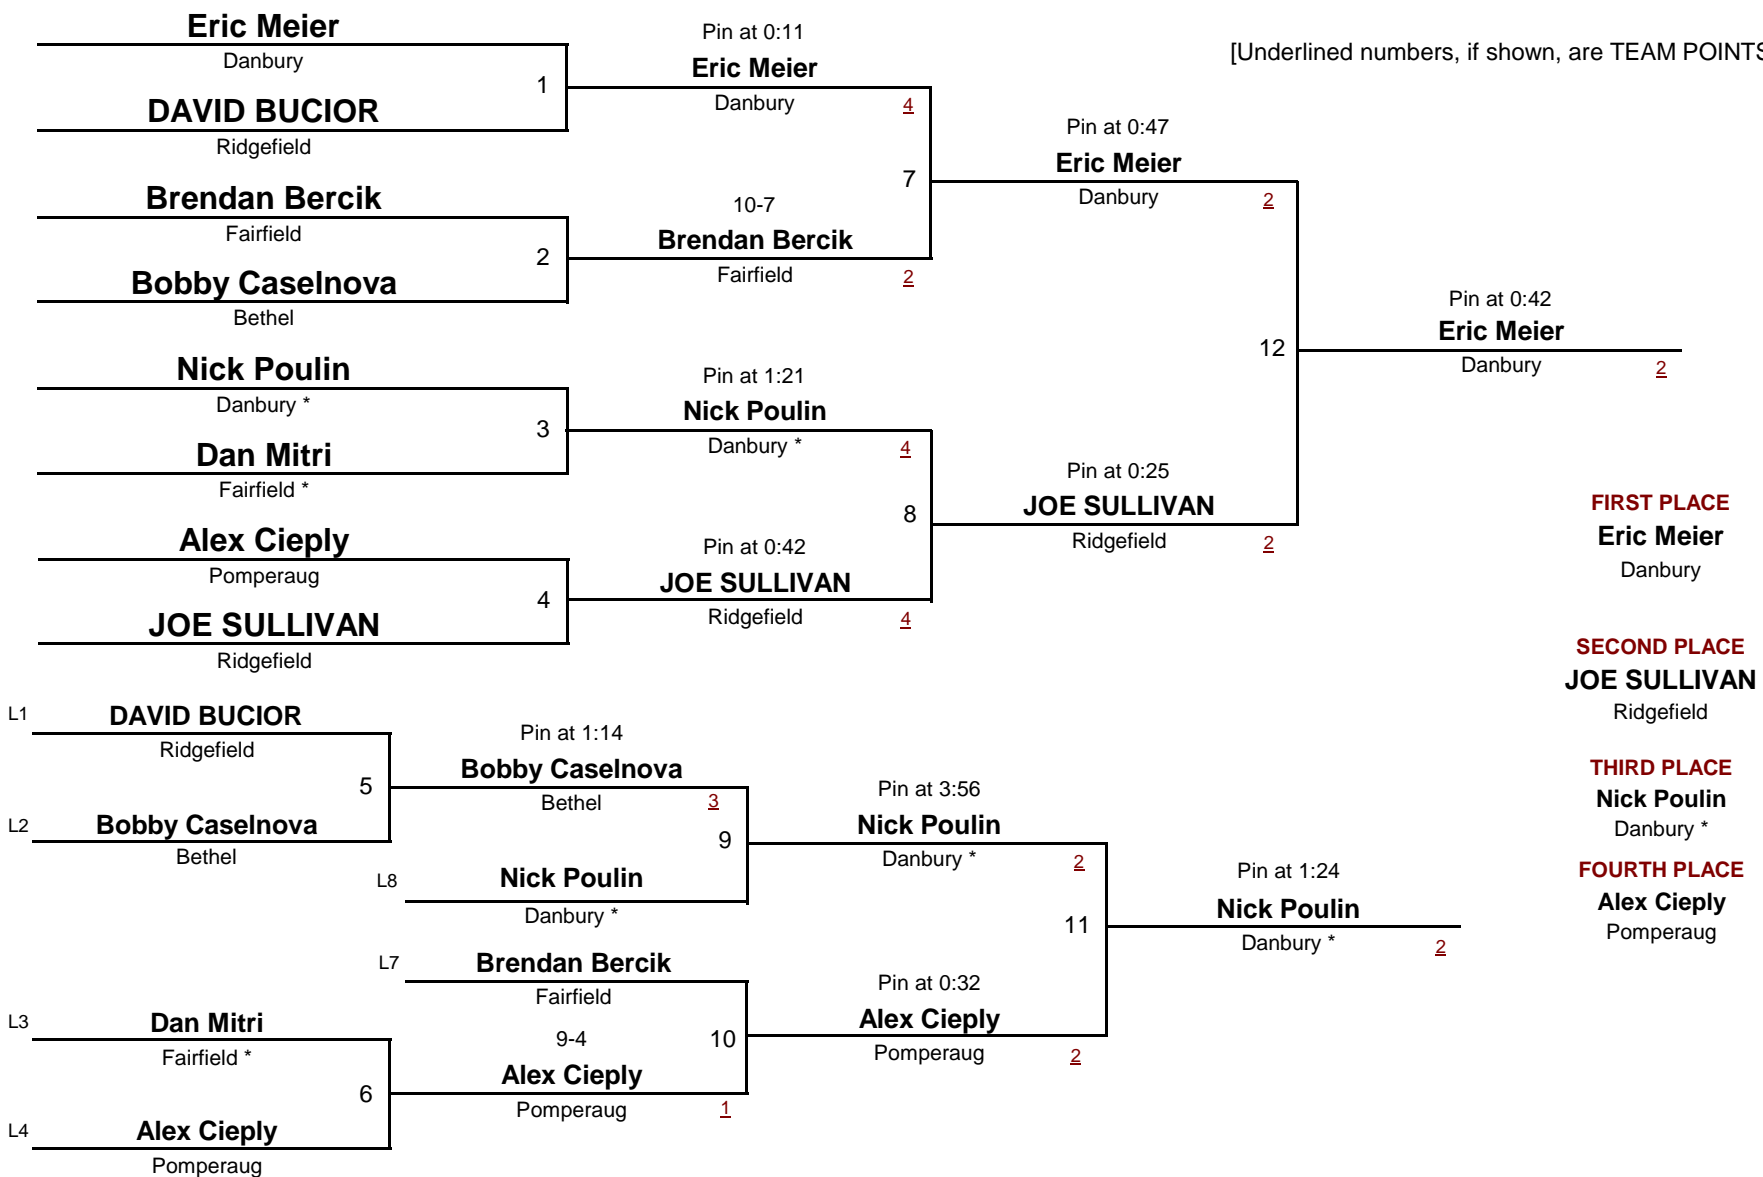 Eric Meier
Danbury
1
DAVID BUCIOR
Ridgefield
Brendan Bercik
Fairfield
2
Bobby Caselnova
Bethel
Nick Poulin
Danbury *
3
Dan Mitri
Fairfield *
Alex Cieply
Pomperaug
4
JOE SULLIVAN
Ridgefield
Pin at 0:11
Eric Meier
Danbury 4
7
10-7
Brendan Bercik
Fairfield 2
Pin at 1:21
Nick Poulin
Danbury * 4
8
Pin at 0:42
JOE SULLIVAN
Ridgefield 4
[Underlined numbers, if shown, are TEAM POINTS
Pin at 0:47
Eric Meier
Danbury 2
12
Pin at 0:25
JOE SULLIVAN
Ridgefield 2
Pin at 0:42
Eric Meier
Danbury 2
FIRST PLACE
Eric Meier
Danbury
SECOND PLACE
JOE SULLIVAN
Ridgefield
THIRD PLACE
Nick Poulin
Danbury *
FOURTH PLACE
Alex Cieply
Pomperaug
L1 DAVID BUCIOR
Ridgefield
5
L2 Bobby Caselnova
Bethel
L3 Dan Mitri
Fairfield *
6
L4 Alex Cieply
Pomperaug
Pin at 1:14
Bobby Caselnova
Bethel 3
9
L8 Nick Poulin
Danbury *
L7 Brendan Bercik
Fairfield
9-4 10
Alex Cieply
Pomperaug 1
Pin at 3:56
Nick Poulin
Danbury * 2
11
Pin at 0:32
Alex Cieply
Pomperaug 2
Pin at 1:24
Nick Poulin
Danbury * 2